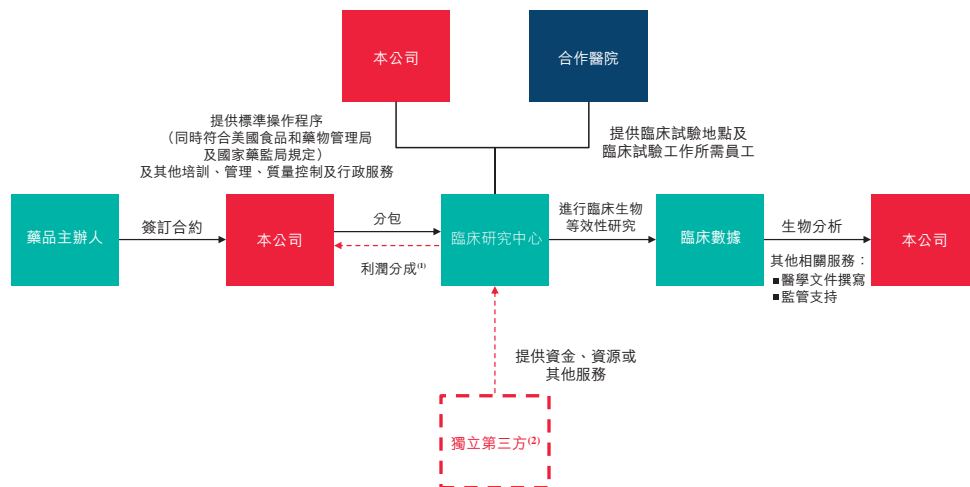 本公司
合作醫院
提供標準操作程序
（同時符合美國食品和藥物管理局
及國家藥監局規定）
及其他培訓、管理、質量控制及行政服務
提供臨床試驗地點及
臨床試驗工作所需員工
藥品主辦人
簽訂合約
本公司
分包
利潤分成⁽¹⁾
臨床研究中心
進行臨床生物
等效性研究
臨床數據
生物分析
其他相關服務：
■醫學文件撰寫
■監管支持
本公司
提供資金、資源或
其他服務
獨立第三方⁽²⁾